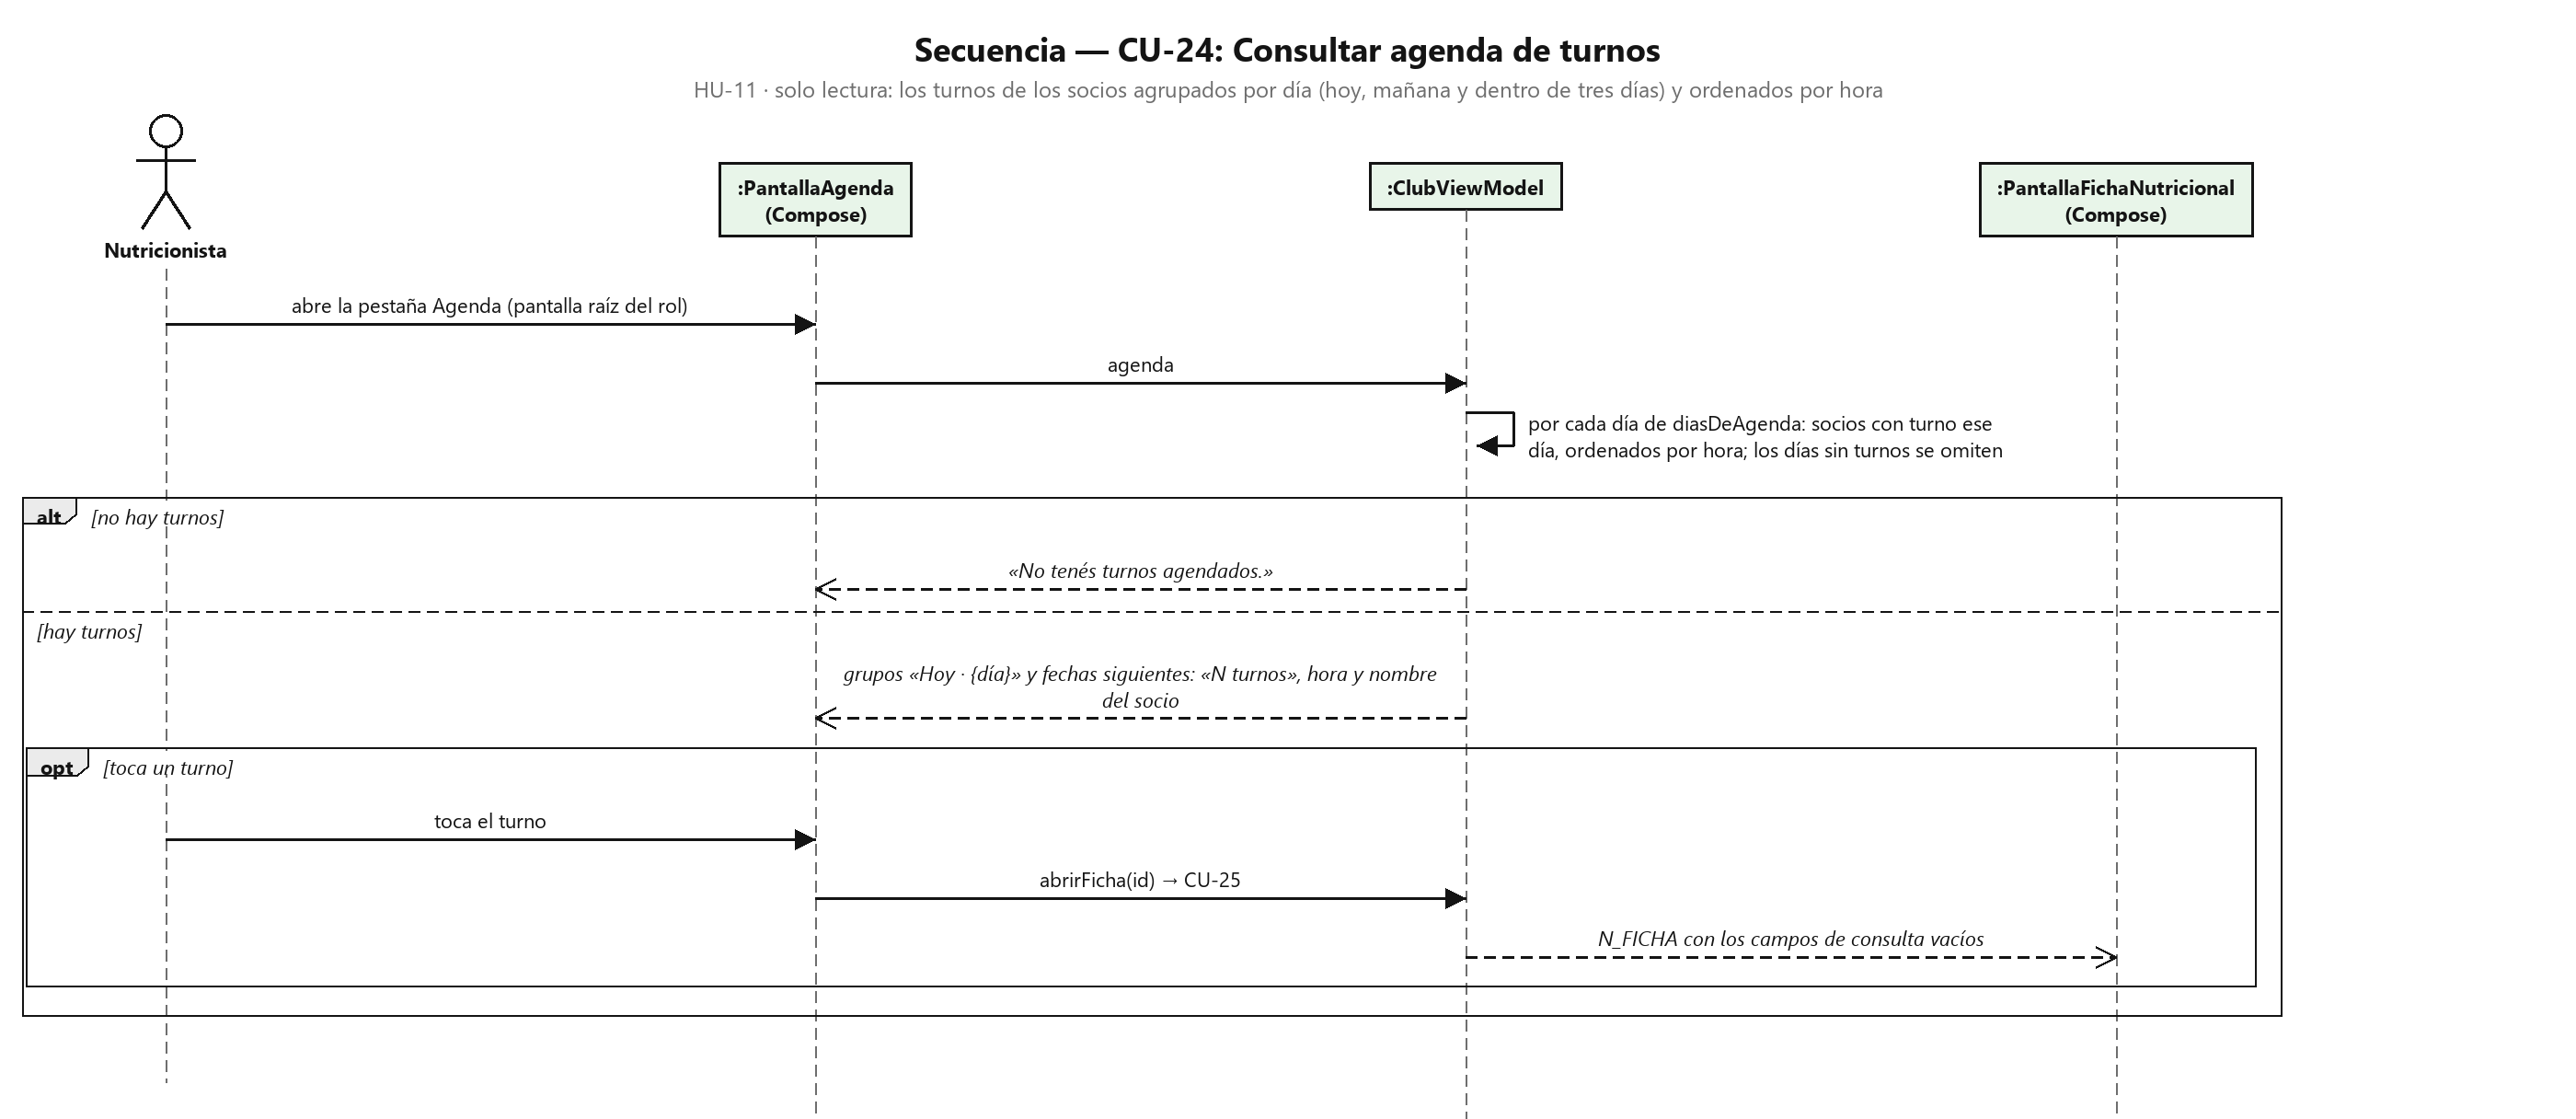 Secuencia — CU-24: Consultar agenda de turnos
HU-11 · solo lectura: los turnos de los socios agrupados por día (hoy, mañana y dentro de tres días) y ordenados por hora
Nutricionista
:PantallaAgenda
(Compose)
:ClubViewModel
:PantallaFichaNutricional
(Compose)
abre la pestaña Agenda (pantalla raíz del rol)
agenda
por cada día de diasDeAgenda: socios con turno ese
día, ordenados por hora; los días sin turnos se omiten
alt [no hay turnos]
«No tenés turnos agendados.»
[hay turnos]
grupos «Hoy · {día}» y fechas siguientes: «N turnos», hora y nombre
del socio
opt [toca un turno]
toca el turno
abrirFicha(id) → CU-25
N_FICHA con los campos de consulta vacíos